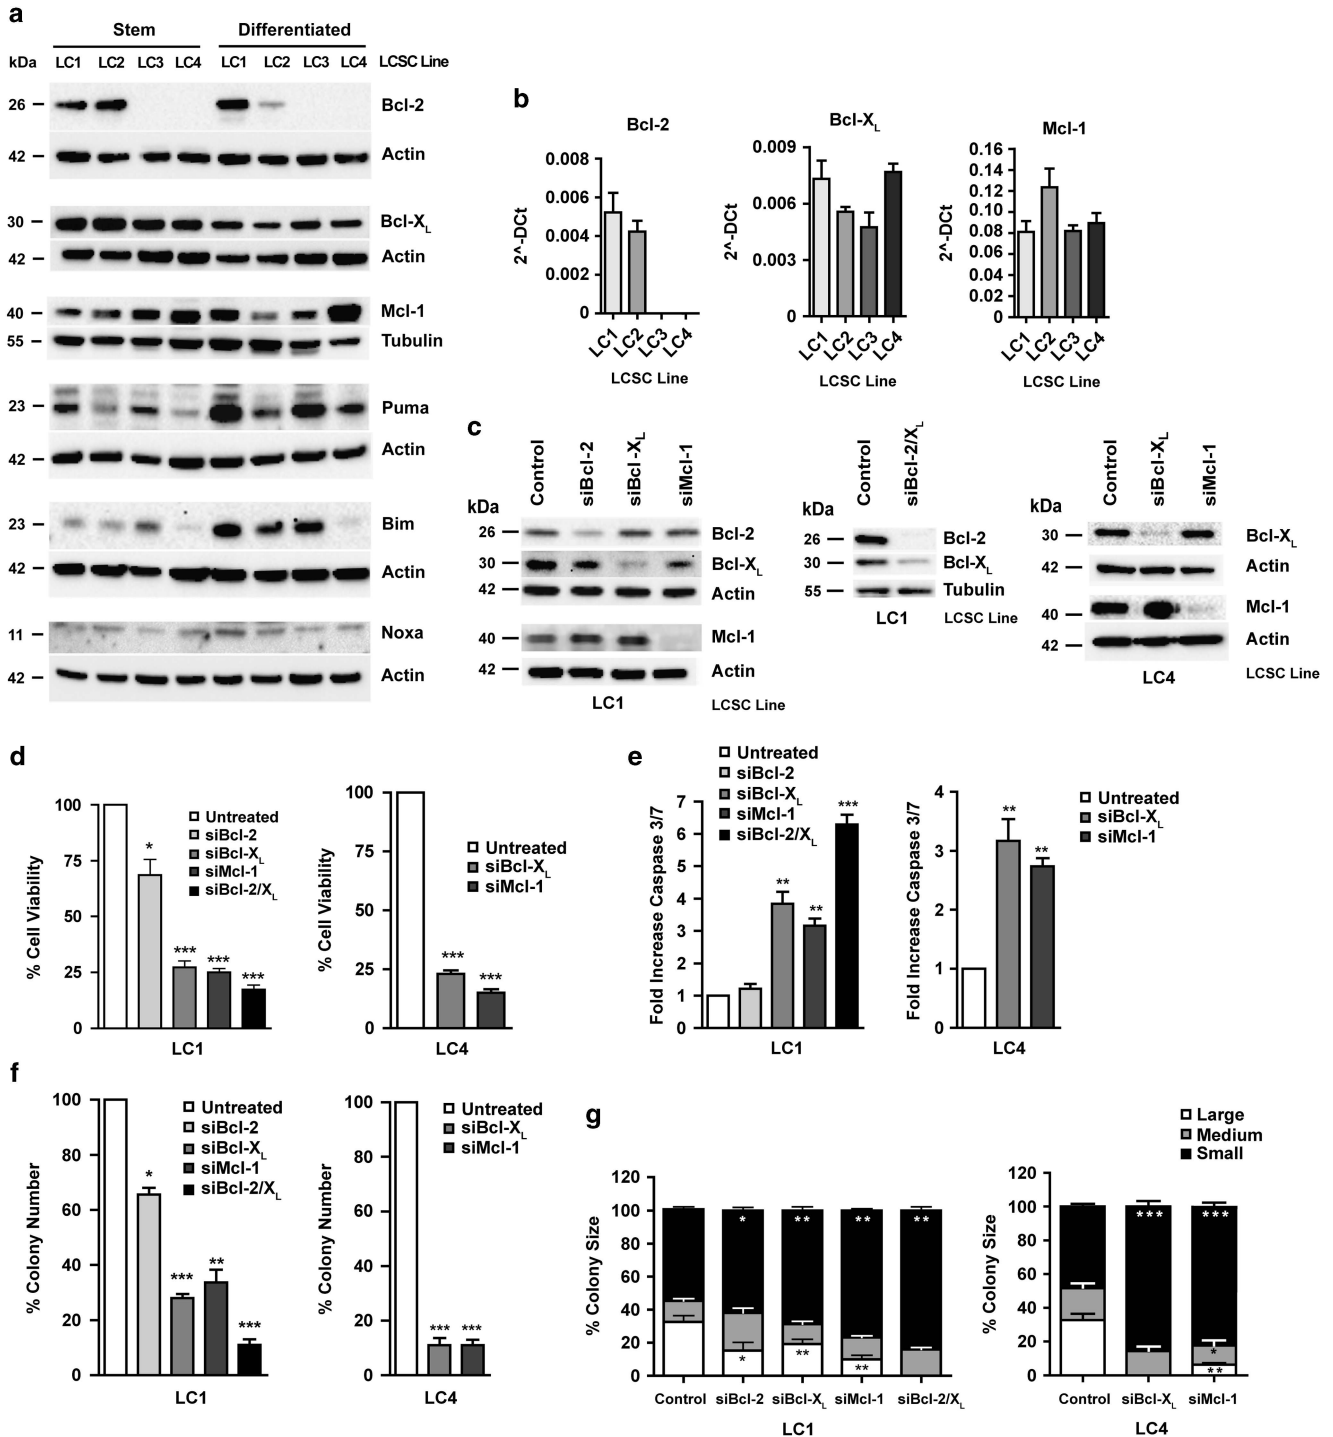 a
Stem Differentiated
kDa LC1 LC2 LC3 LC4 LC1 LC2 LC3 LC4 LCSC Line
26 Bcl-2
42 Actin
30 Bcl-XL
42 Actin
40 Mcl-1
55 Tubulin
23 Puma
42 Actin
23 Bim
42 Actin
11 Noxa
42 Actin
b
Bcl-2
2^-DCt
0.008
0.006
0.004
0.002
0
LC1 LC2 LC3 LC4
LCSC Line
Bcl-XL
2^-DCt
0.009
0.006
0.003
0
LC1 LC2 LC3 LC4
LCSC Line
Mcl-1
2^-DCt
0.16
0.14
0.12
0.10
0.08
0.06
0.04
0.02
0
LC1 LC2 LC3 LC4
LCSC Line
c
kDa Control siBcl-2 siBcl-XL siMcl-1
26 Bcl-2
30 Bcl-XL
42 Actin
40 Mcl-1
42 Actin
LC1 LCSC Line
kDa Control siBcl-2/XL
26 Bcl-2
30 Bcl-XL
55 Tubulin
LC1 LCSC Line
kDa Control siBcl-XL siMcl-1
30 Bcl-XL
42 Actin
40 Mcl-1
42 Actin
LC4 LCSC Line
d
% Cell Viability
100
75
50
25
0
* *** *** ***
Untreated
siBcl-2
siBcl-XL
siMcl-1
siBcl-2/XL
LC1
% Cell Viability
100
75
50
25
0
*** ***
Untreated
siBcl-XL
siMcl-1
LC4
e
Untreated
siBcl-2
siBcl-XL
siMcl-1
siBcl-2/XL
Fold Increase Caspase 3/7
7
6
5
4
3
2
1
0
** ** ***
LC1
Fold Increase Caspase 3/7
4
3
2
1
0
** **
Untreated
siBcl-XL
siMcl-1
LC4
f
% Colony Number
100
80
60
40
20
0
* *** ** ***
Untreated
siBcl-2
siBcl-XL
siMcl-1
siBcl-2/XL
LC1
% Colony Number
100
80
60
40
20
0
*** ***
Untreated
siBcl-XL
siMcl-1
LC4
g
Large
Medium
Small
% Colony Size
120
100
80
60
40
20
0
* ** ** **
* ** **
Control siBcl-2 siBcl-XL siMcl-1 siBcl-2/XL
LC1
% Colony Size
120
100
80
60
40
20
0
*** ***
*
**
Control siBcl-XL siMcl-1
LC4